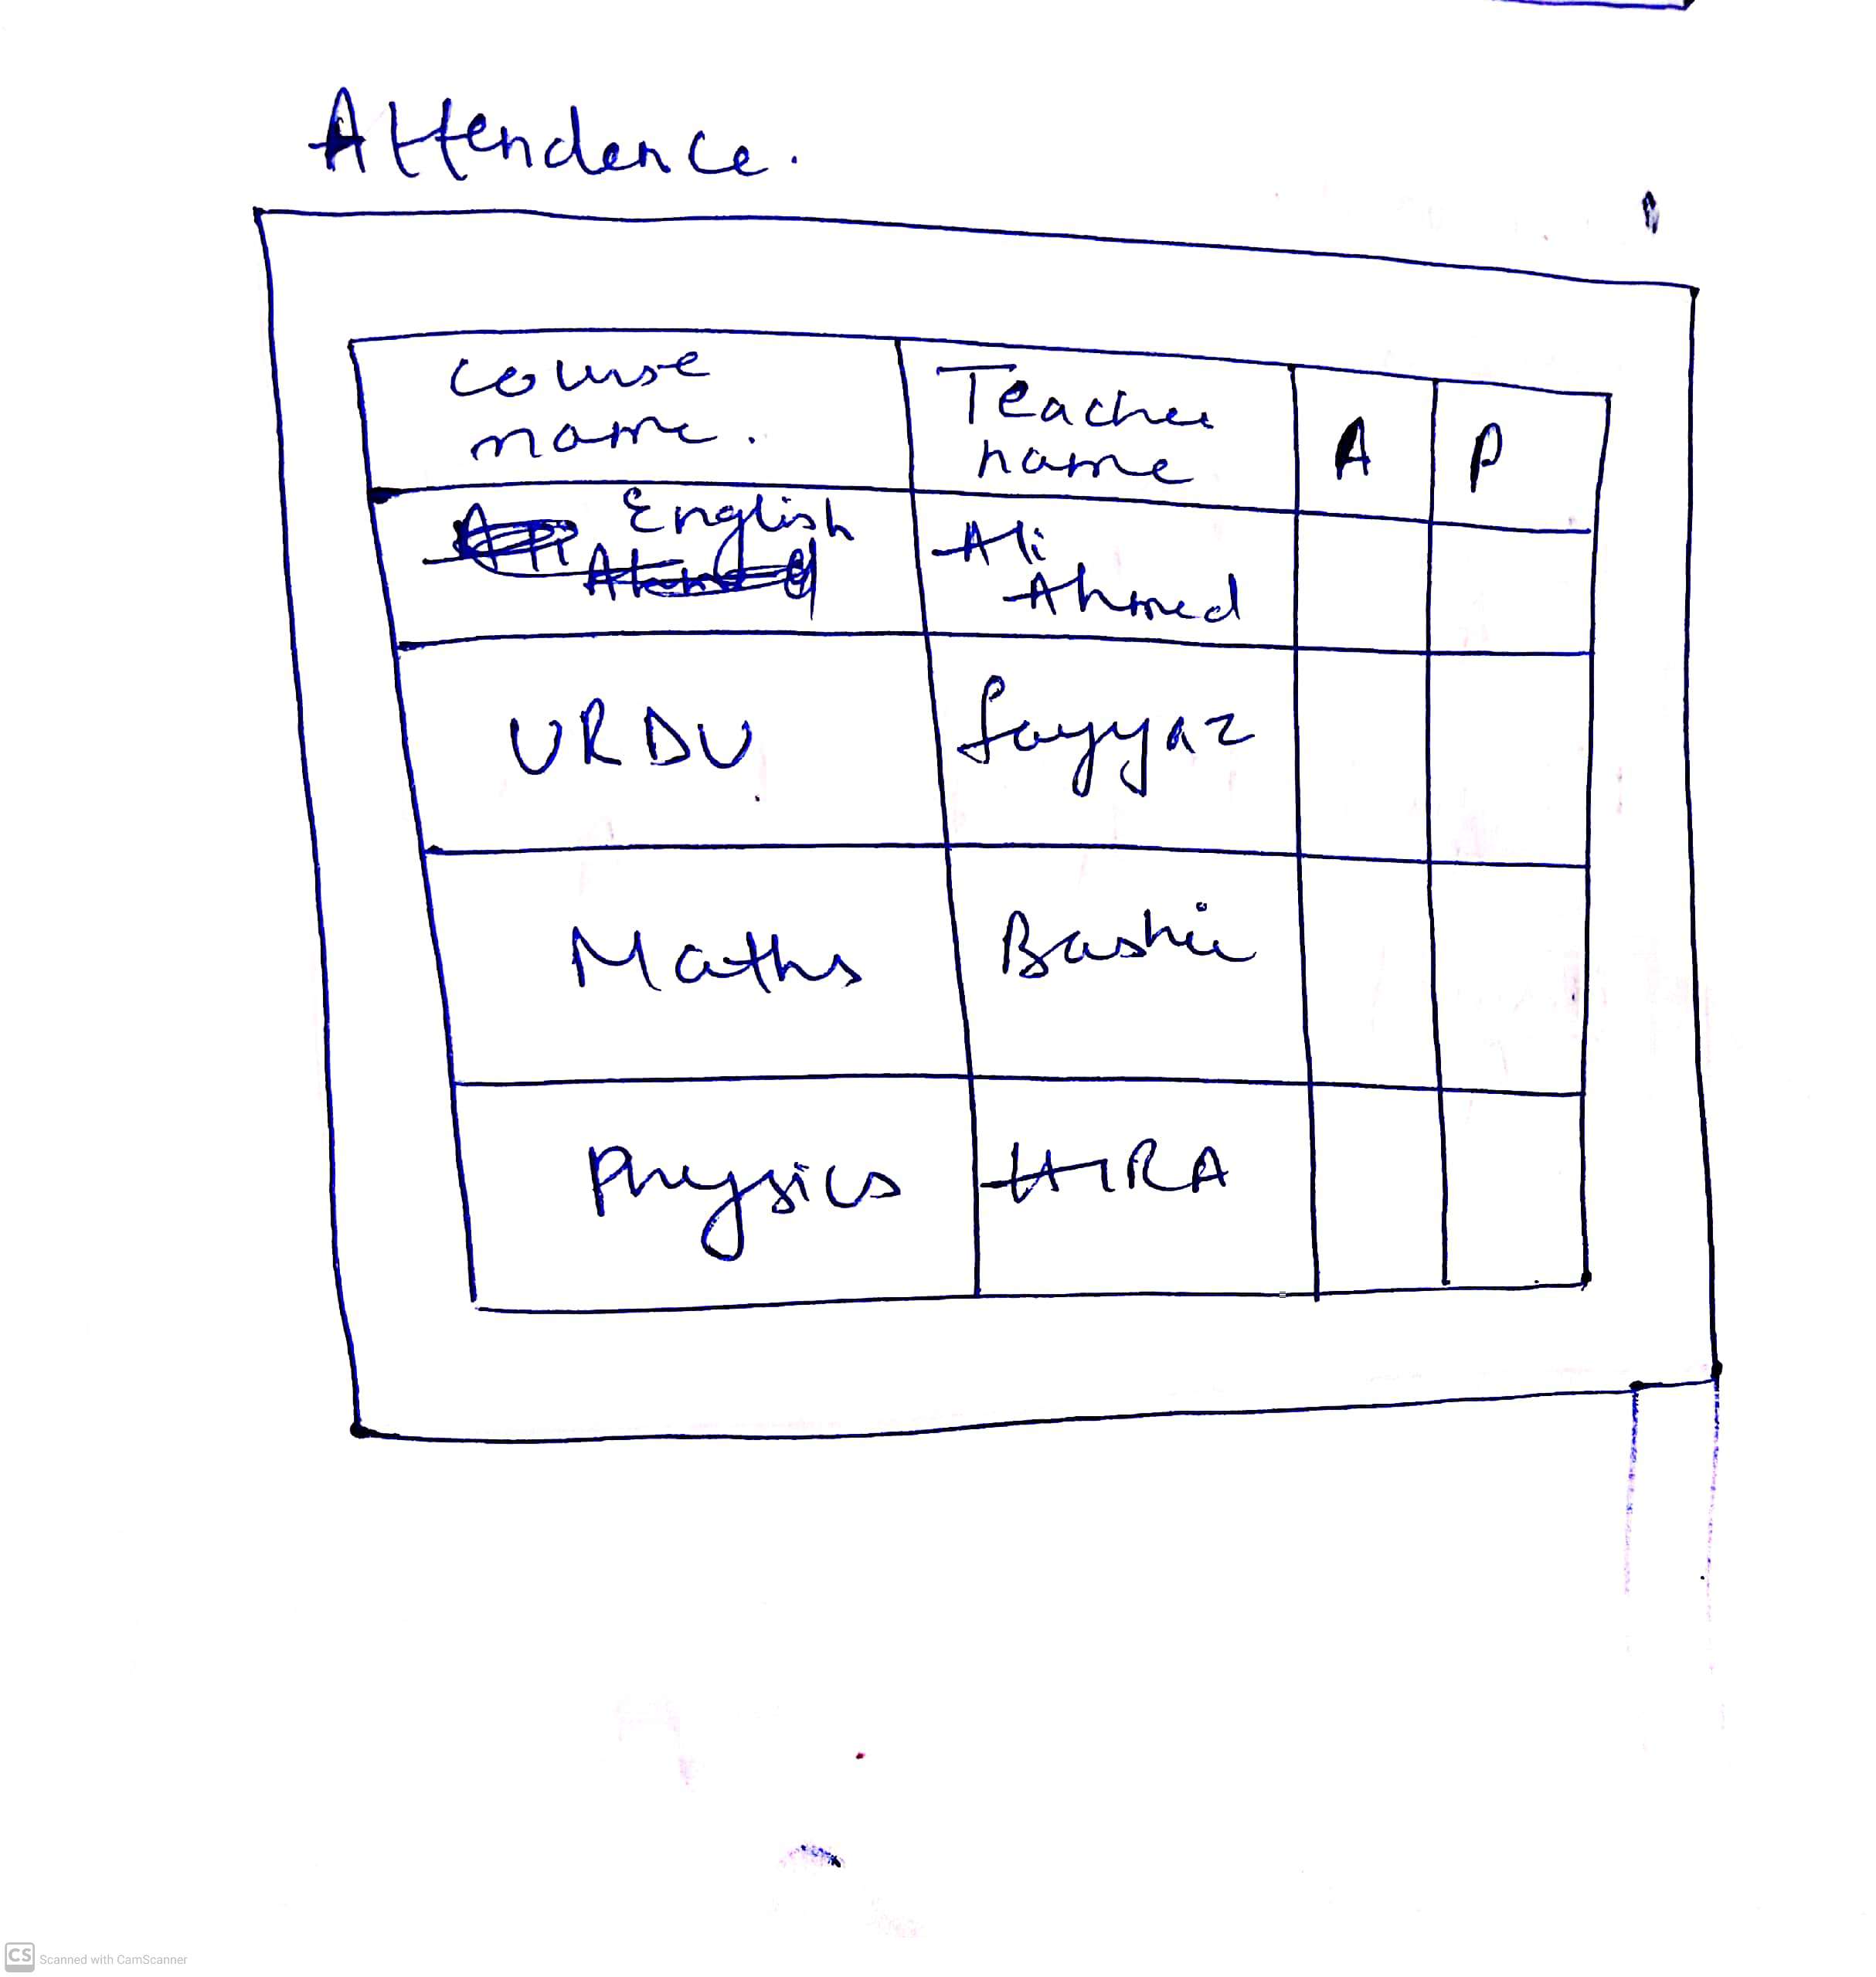 Attendence.
Course name.
Teacher name
A
P
English
Ali Ahmed
URDU
fayyaz
Maths
Bashir
Physics
HIRA
CS Scanned with CamScanner